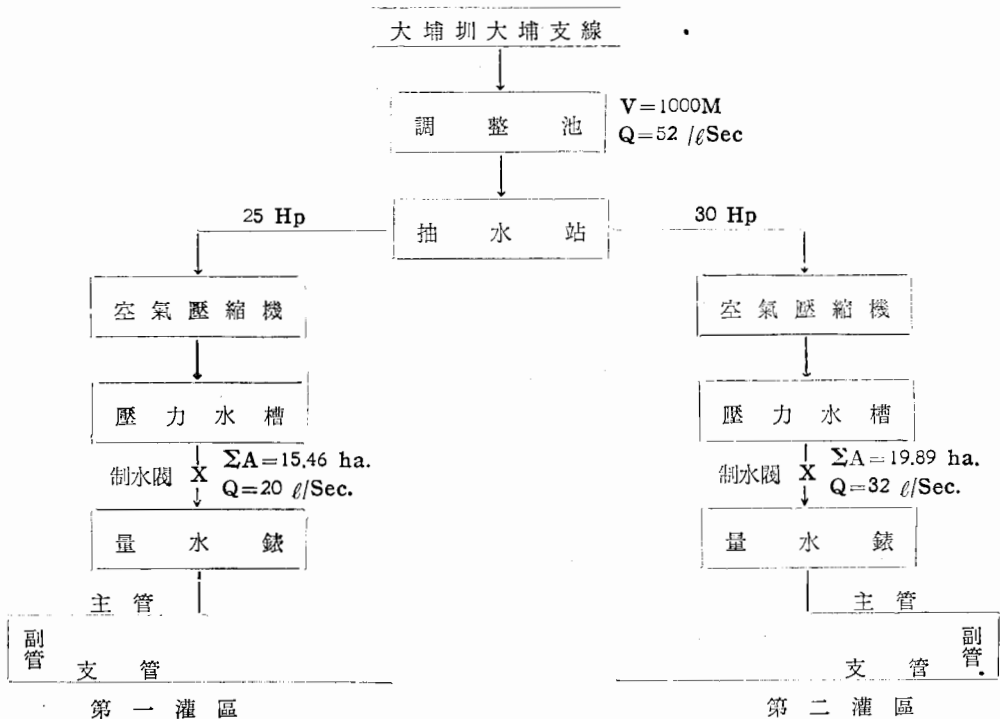 大埔圳大埔支線
調整池
V=1000M
Q=52 /ℓSec
25 Hp
抽水站
30 Hp
空氣壓縮機
空氣壓縮機
壓力水槽
壓力水槽
制水閥 X ΣA=15.46 ha.
Q=20 ℓ/Sec.
制水閥 X ΣA=19.89 ha.
Q=32 ℓ/Sec.
量水錶
量水錶
主管
主管
副管
支管
支管
副管
第一灌區
第二灌區